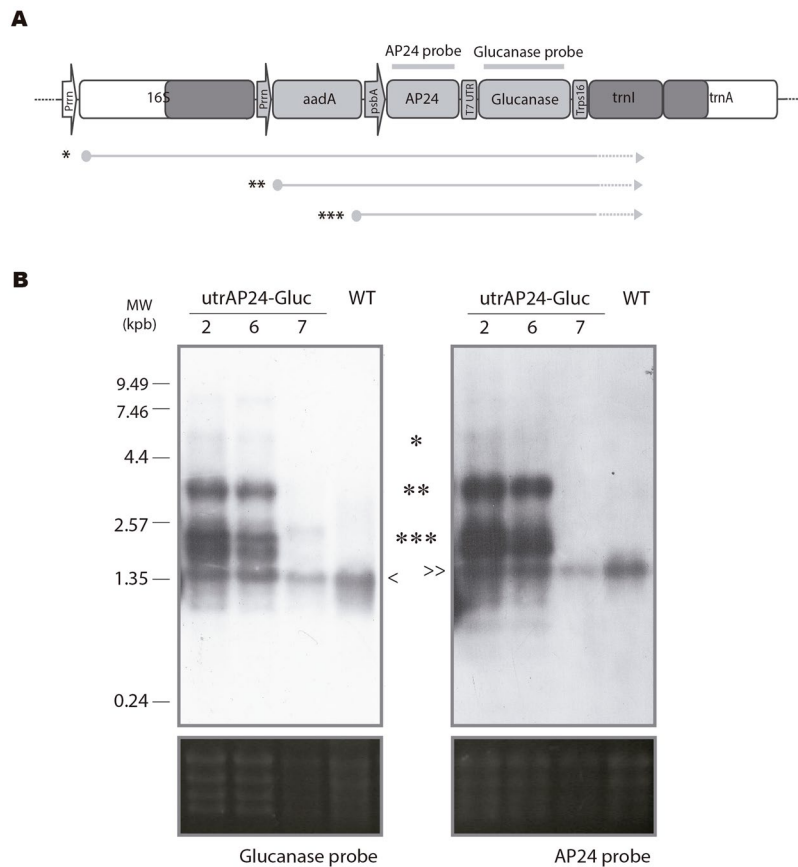 A
AP24 probe Glucanase probe
Prrn 16S Prrn aadA psbA AP24 T7 UTR Glucanase Trps16 trnI trnA
*
**
***
B
MW
(kpb)
utrAP24-Gluc WT
2 6 7
utrAP24-Gluc WT
2 6 7
9.49
7.46
4.4
2.57
1.35
0.24
*
**
***
< >>
Glucanase probe
AP24 probe